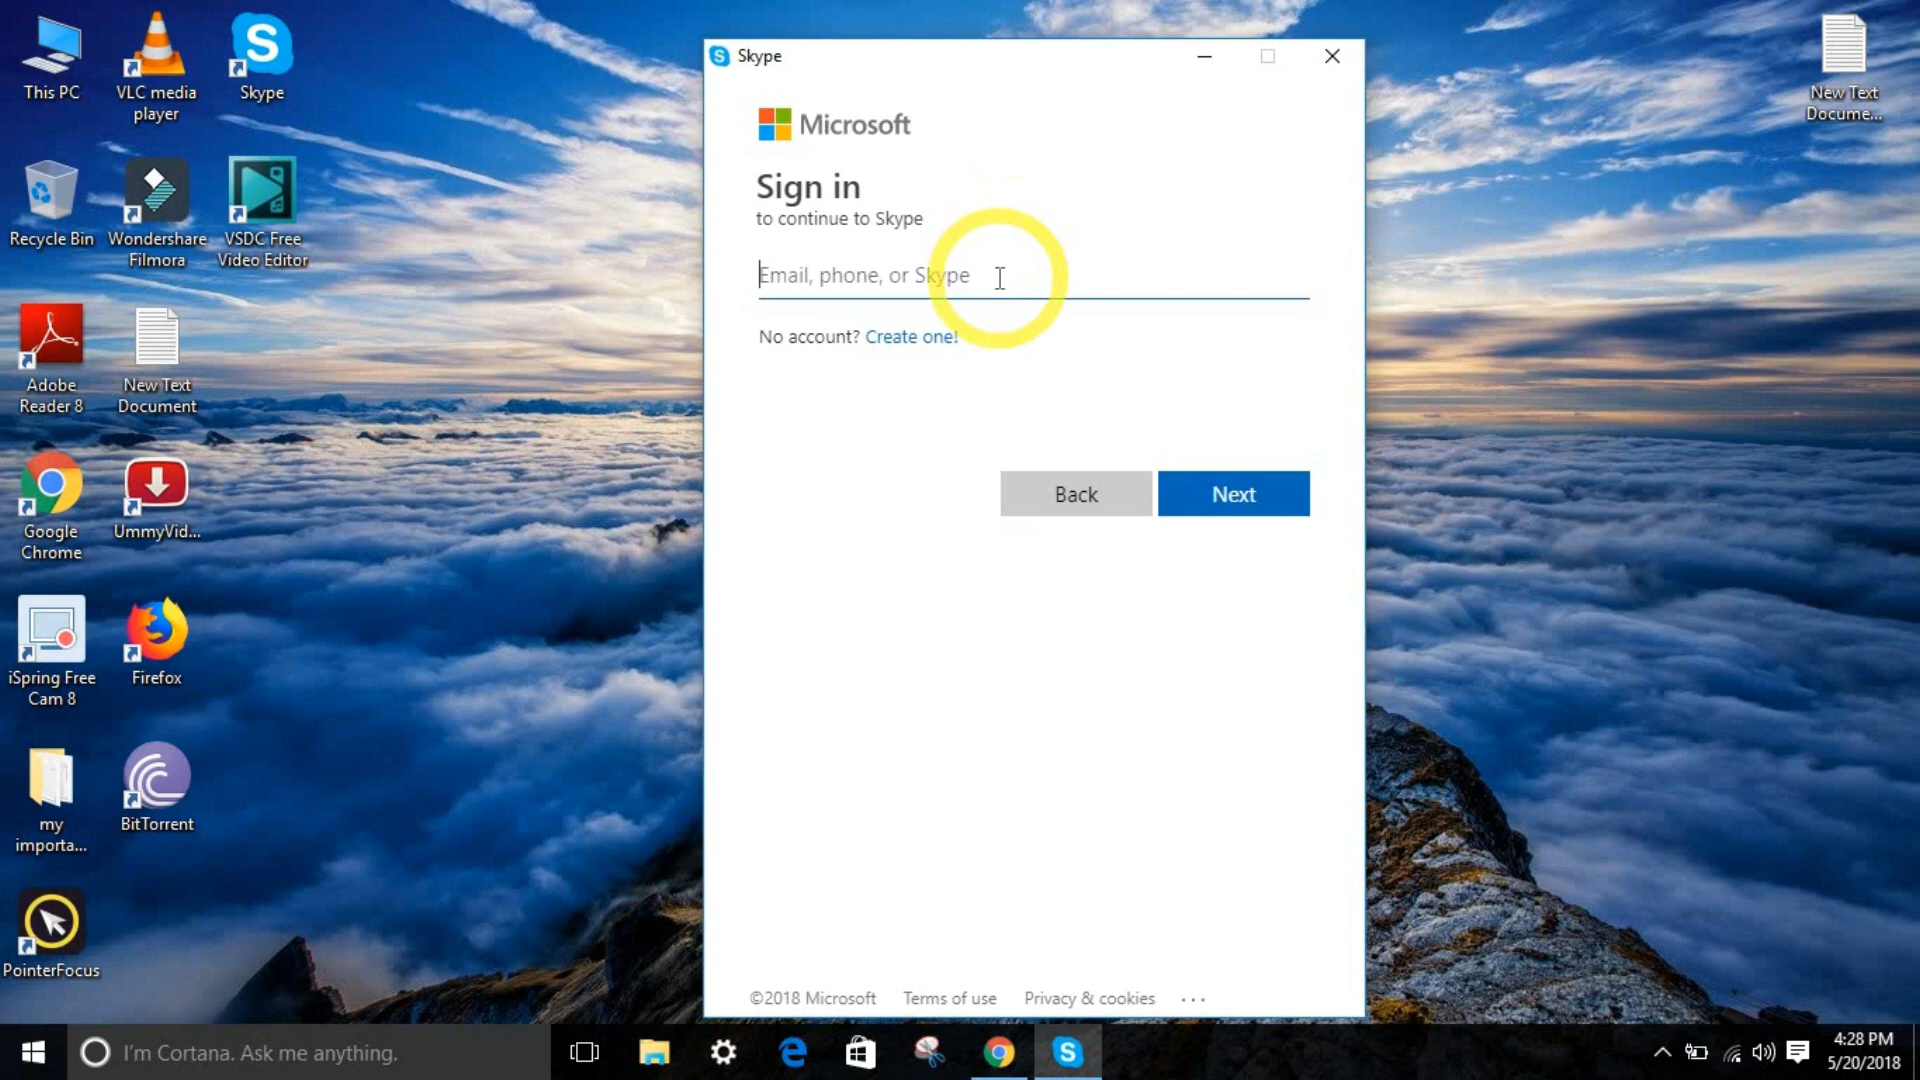 This PC
VLC media
player
Skype
Recycle Bin
Wondershare
Filmora
VSDC Free
Video Editor
Adobe
Reader 8
New Text
Document
Google
Chrome
UmmyVid...
iSpring Free
Cam 8
Firefox
my
importa...
BitTorrent
PointerFocus
New Text
Docume...
Skype
Microsoft
Sign in
to continue to Skype
Email, phone, or Skype
No account? Create one!
Back
Next
©2018 Microsoft Terms of use Privacy & cookies ...
I'm Cortana. Ask me anything.
4:28 PM
5/20/2018